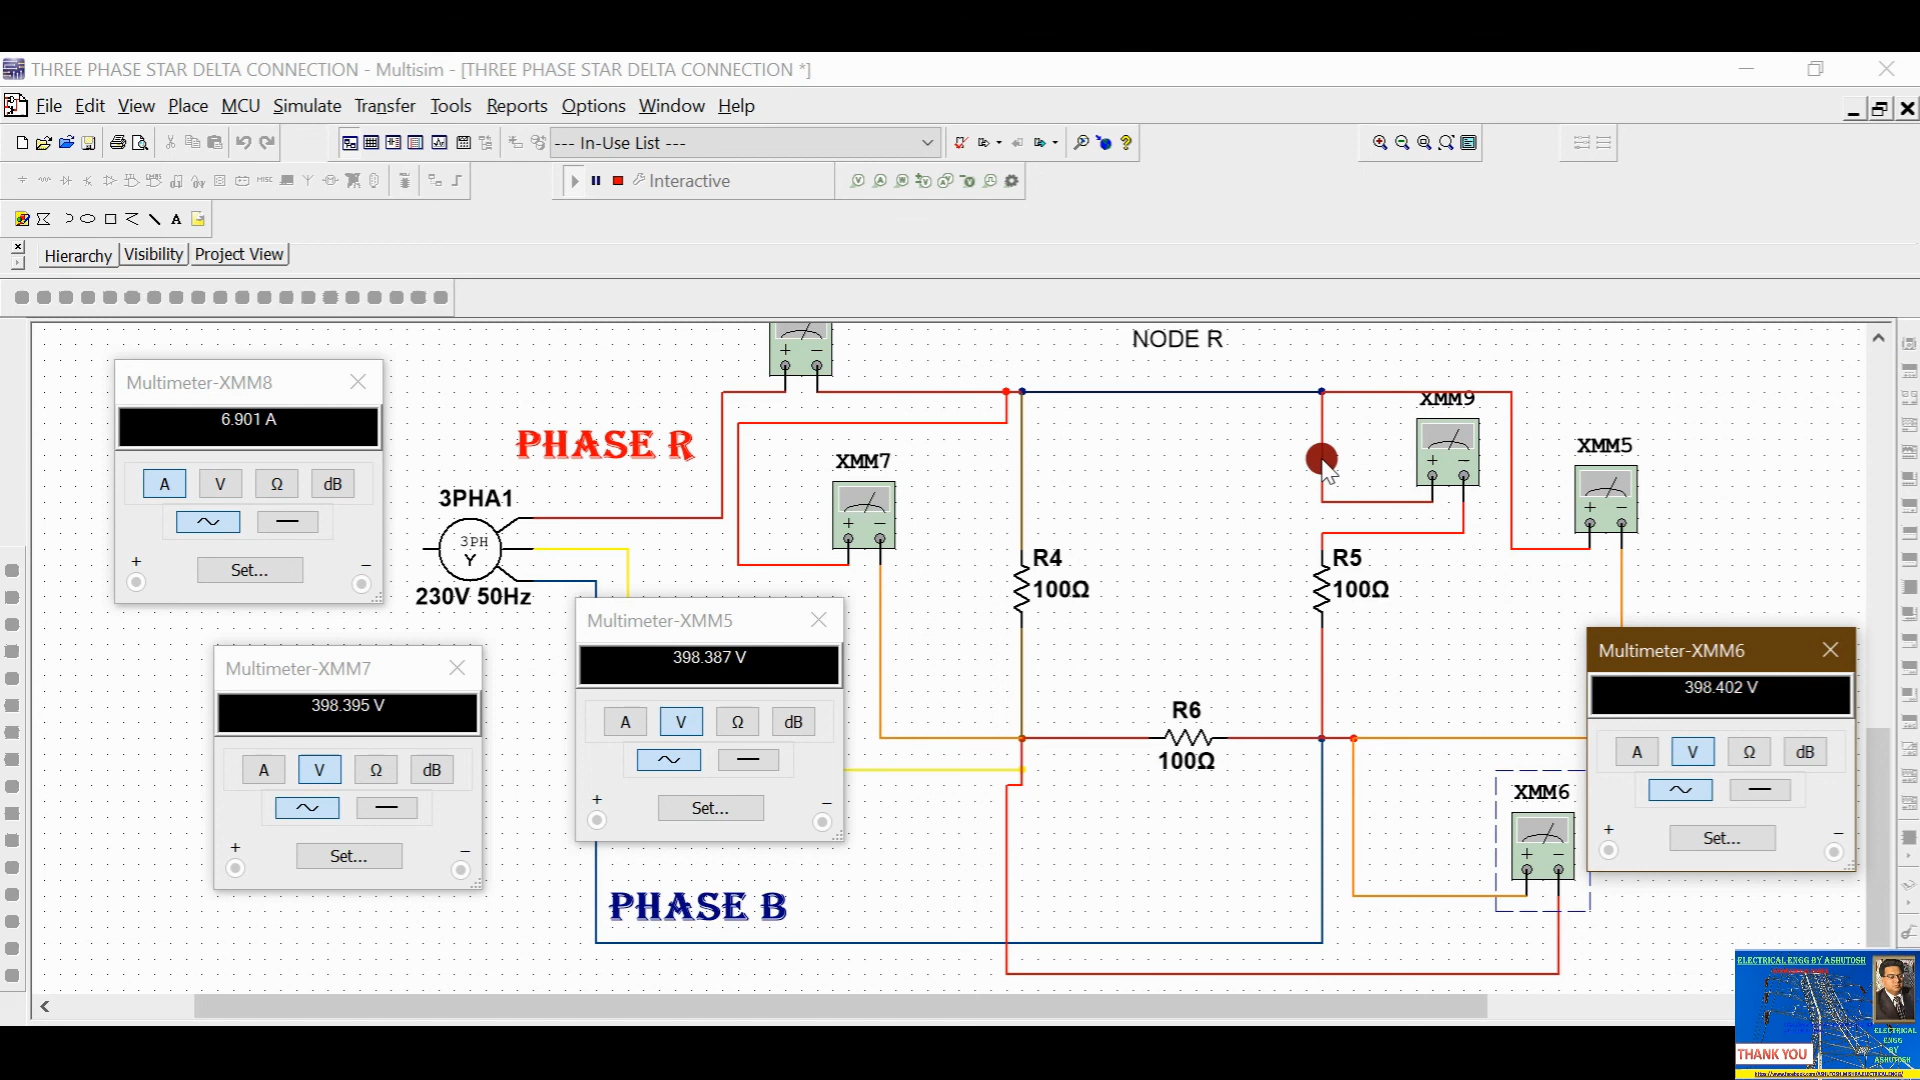 THREE PHASE STAR DELTA CONNECTION - Multisim - [THREE PHASE STAR DELTA CONNECTION *]
File Edit View Place MCU Simulate Transfer Tools Reports Options Window Help
--- In-Use List ---
Interactive
Hierarchy Visibility Project View
NODE R
Multimeter-XMM8
6.901 A
A V Ω dB
+ Set... −
PHASE R
3PHA1
3PH
Y
230V 50Hz
XMM7
+ −
XMM9
+ −
XMM5
+ −
R4
100Ω
R5
100Ω
R6
100Ω
Multimeter-XMM7
398.395 V
A V Ω dB
+ Set... −
Multimeter-XMM5
398.387 V
A V Ω dB
+ Set... −
Multimeter-XMM6
398.402 V
A V Ω dB
+ Set... −
XMM6
+ −
PHASE B
ELECTRICAL ENGG BY ASHUTOSH
ELECTRICAL
ENGG
BY
ASHUTOSH
THANK YOU